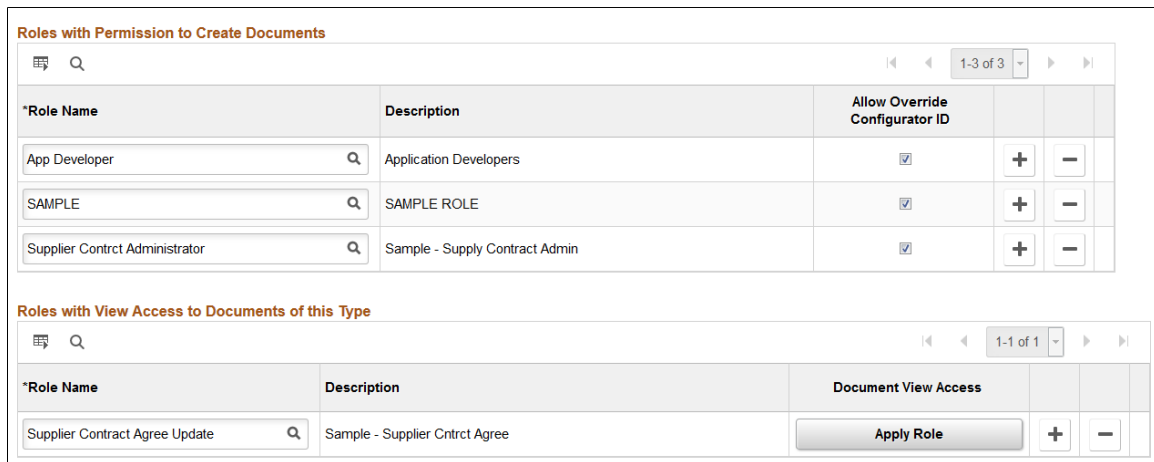 Roles with Permission to Create Documents
1-3 of 3
*Role Name Description Allow Override Configurator ID
App Developer Application Developers
SAMPLE SAMPLE ROLE
Supplier Contrct Administrator Sample - Supply Contract Admin
Roles with View Access to Documents of this Type
1-1 of 1
*Role Name Description Document View Access
Supplier Contract Agree Update Sample - Supplier Cntrct Agree Apply Role